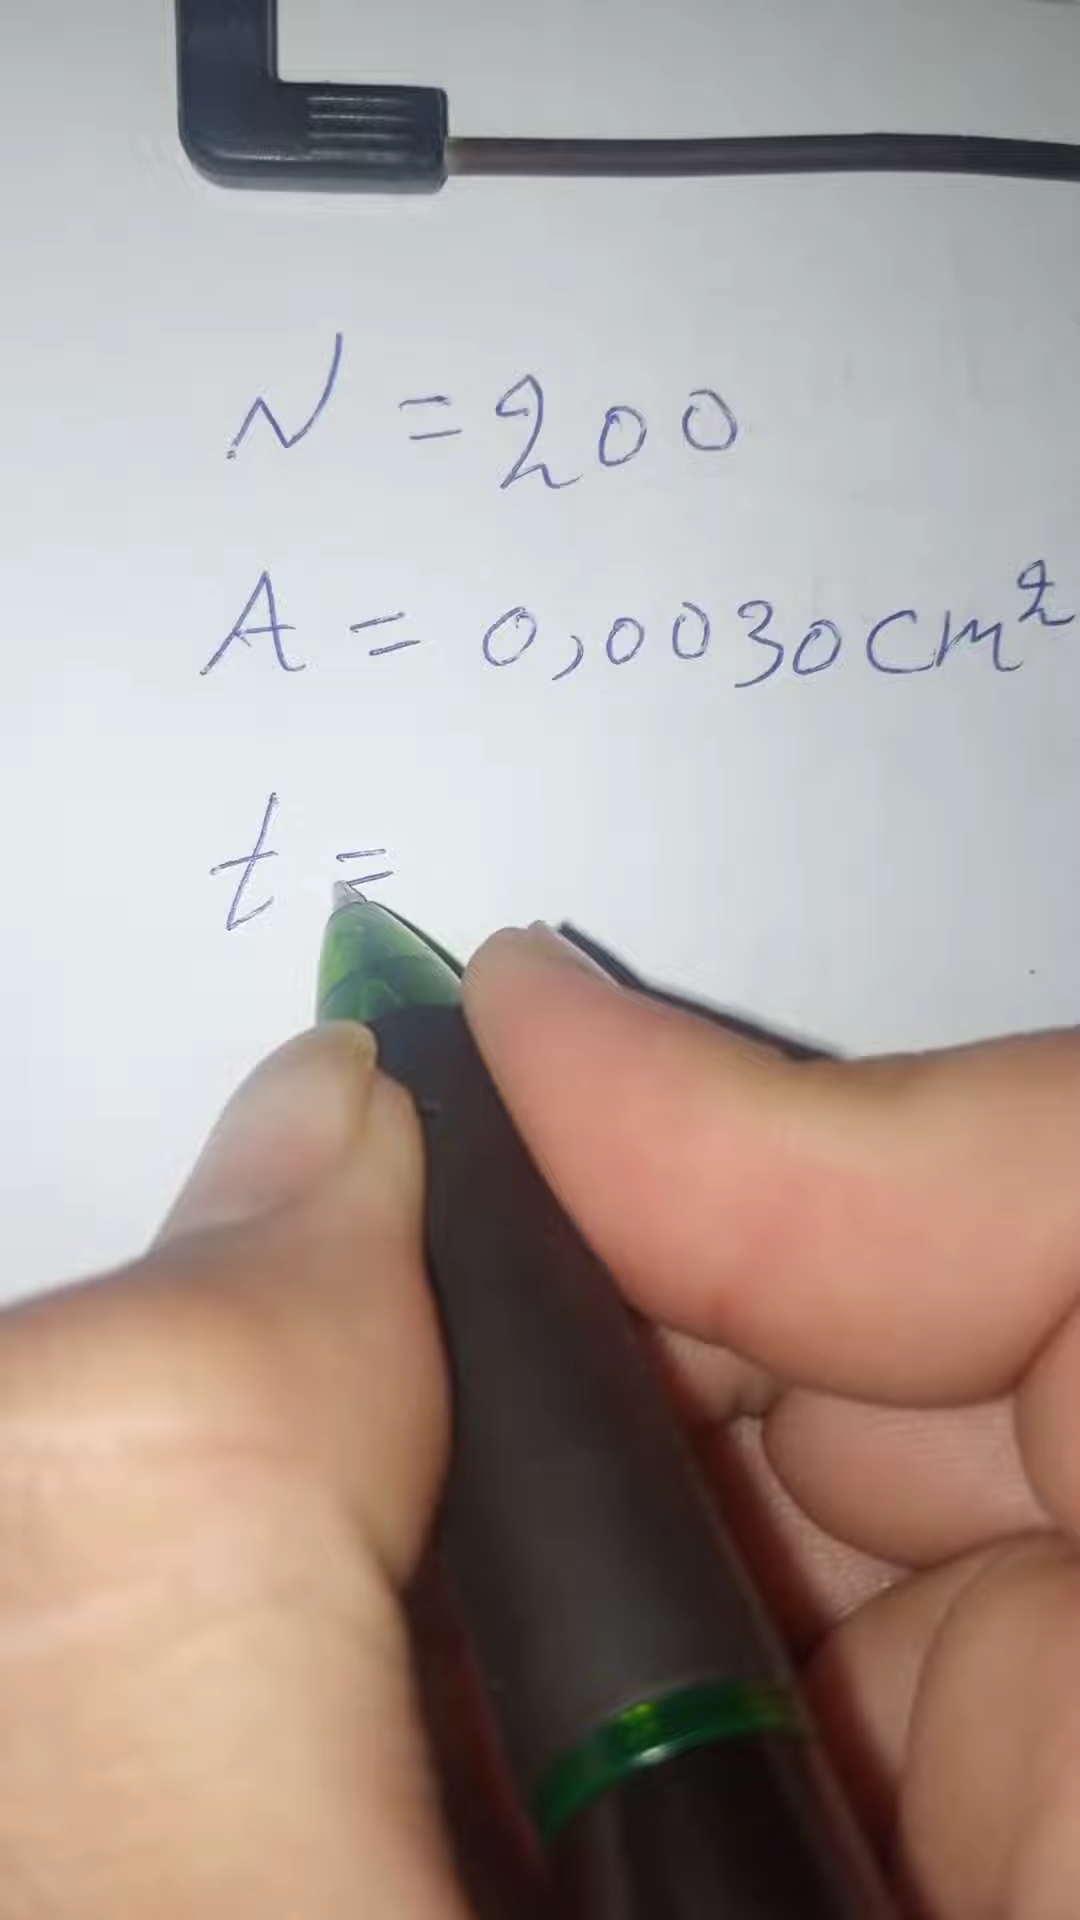 N = 200
A = 0,0030 cm²
t =